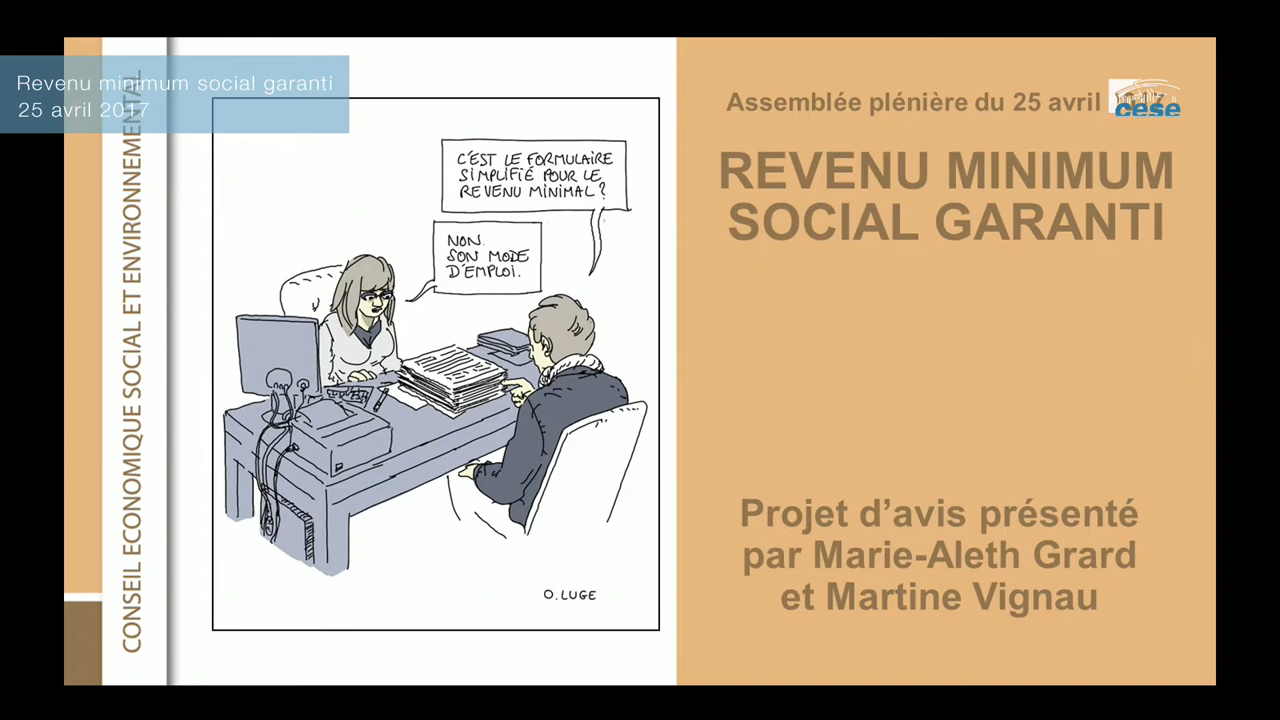 Revenu minimum social garanti
25 avril 2017
CONSEIL ECONOMIQUE SOCIAL ET ENVIRONNEMENTAL
C'EST LE FORMULAIRE
SIMPLIFIÉ POUR LE
REVENU MINIMAL?
NON.
SON MODE
D'EMPLOI.
O. LUGE
Assemblée plénière du 25 avril
cese
REVENU MINIMUM
SOCIAL GARANTI
Projet d'avis présenté
par Marie-Aleth Grard
et Martine Vignau